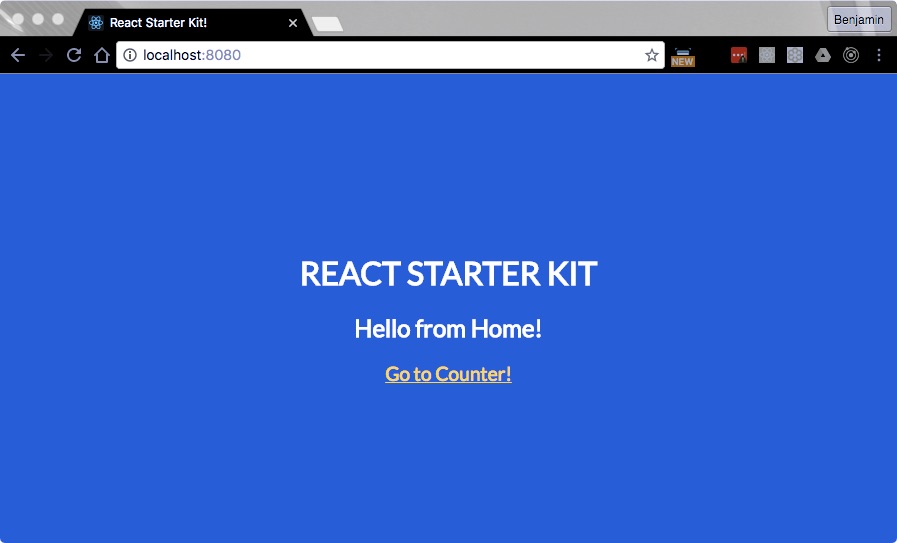 React Starter Kit!
Benjamin
localhost:8080
NEW
REACT STARTER KIT
Hello from Home!
Go to Counter!